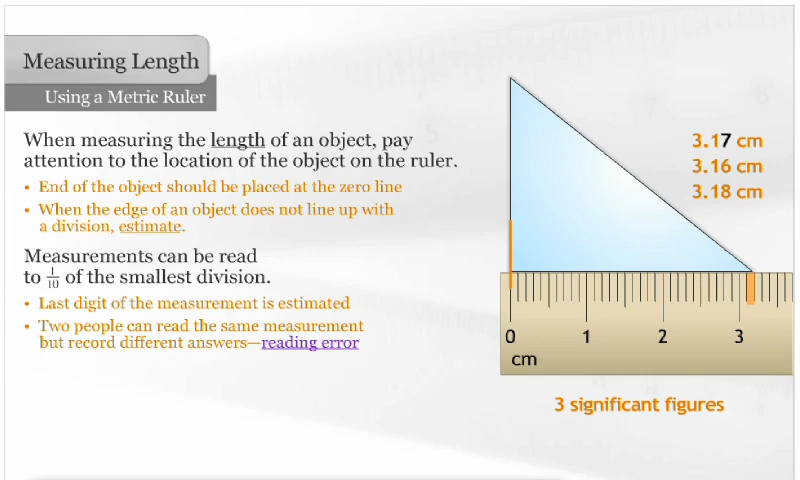 Measuring Length
Using a Metric Ruler
When measuring the length of an object, pay
attention to the location of the object on the ruler.
• End of the object should be placed at the zero line
• When the edge of an object does not line up with
a division, estimate.
Measurements can be read
to 1/10 of the smallest division.
• Last digit of the measurement is estimated
• Two people can read the same measurement
but record different answers—reading error
3.17 cm
3.16 cm
3.18 cm
0 1 2 3
cm
3 significant figures